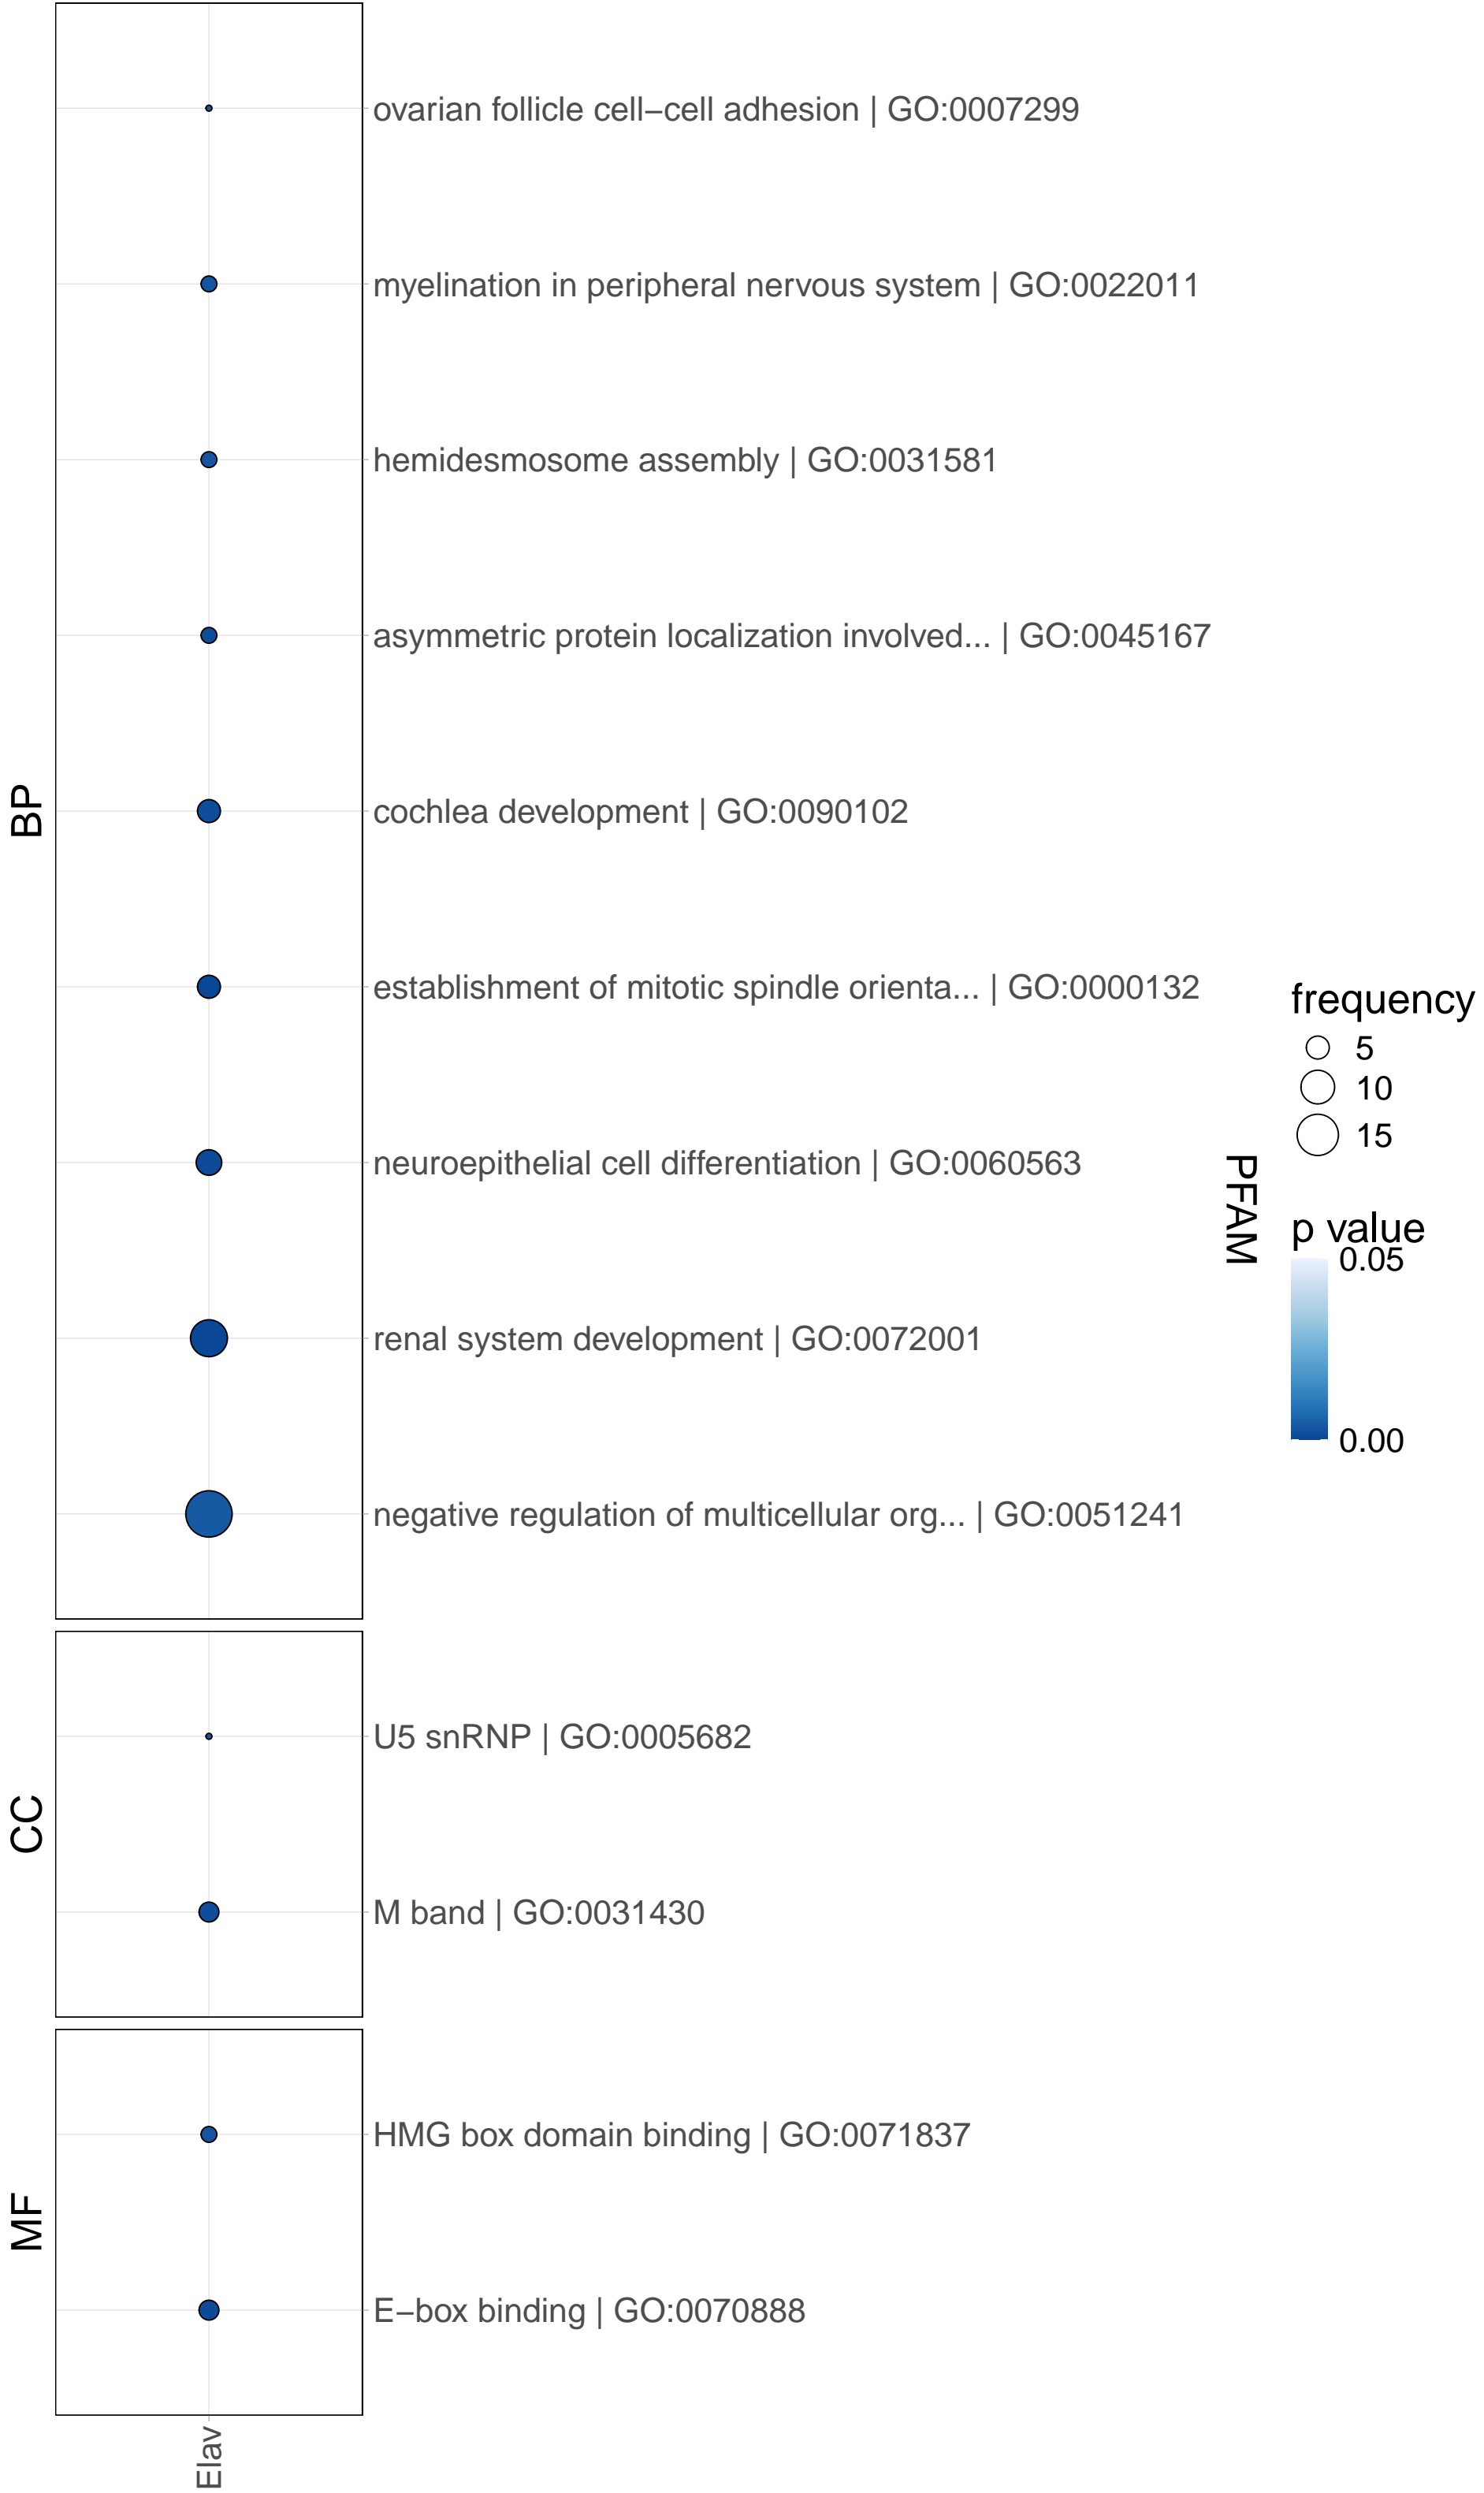 BP
ovarian follicle cell−cell adhesion | GO:0007299
myelination in peripheral nervous system | GO:0022011
hemidesmosome assembly | GO:0031581
asymmetric protein localization involved... | GO:0045167
cochlea development | GO:0090102
establishment of mitotic spindle orienta... | GO:0000132
neuroepithelial cell differentiation | GO:0060563
renal system development | GO:0072001
negative regulation of multicellular org... | GO:0051241
CC
U5 snRNP | GO:0005682
M band | GO:0031430
MF
HMG box domain binding | GO:0071837
E−box binding | GO:0070888
Elav
PFAM
frequency
5
10
15
p value
0.05
0.00